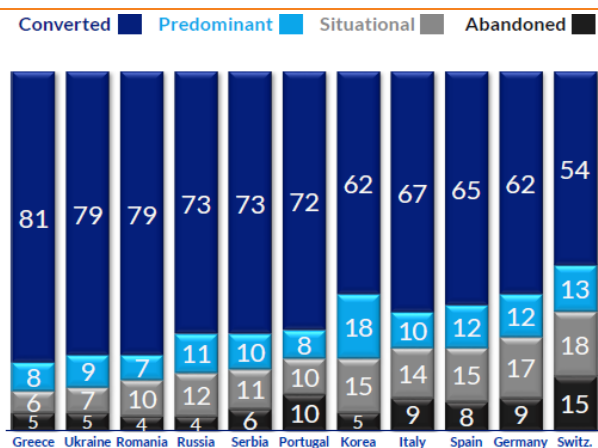 Converted Predominant Situational Abandoned
81 79 79 73 73 72 62 67 65 62 54
8 9 7 11 10 8 18 10 12 12 13
6 7 10 12 11 10 15 14 15 17 18
5 5 4 4 6 10 5 9 8 9 15
Greece Ukraine Romania Russia Serbia Portugal Korea Italy Spain Germany Switz.